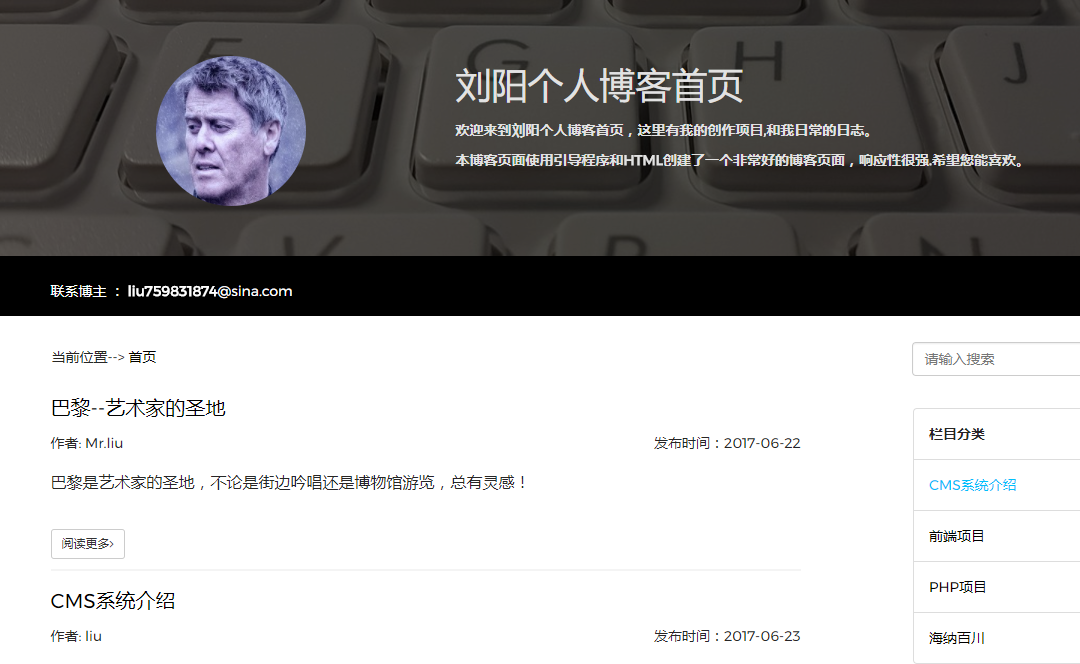 刘阳个人博客首页
欢迎来到刘阳个人博客首页，这里有我的创作项目,和我日常的日志。
本博客页面使用引导程序和HTML创建了一个非常好的博客页面，响应性很强,希望您能喜欢。
联系博主 ： liu759831874@sina.com
当前位置--> 首页
请输入搜索
巴黎--艺术家的圣地
作者: Mr.liu
发布时间：2017-06-22
巴黎是艺术家的圣地，不论是街边吟唱还是博物馆游览，总有灵感！
阅读更多›
CMS系统介绍
作者: liu
发布时间：2017-06-23
栏目分类
CMS系统介绍
前端项目
PHP项目
海纳百川
F
G
H
J
V
B
N